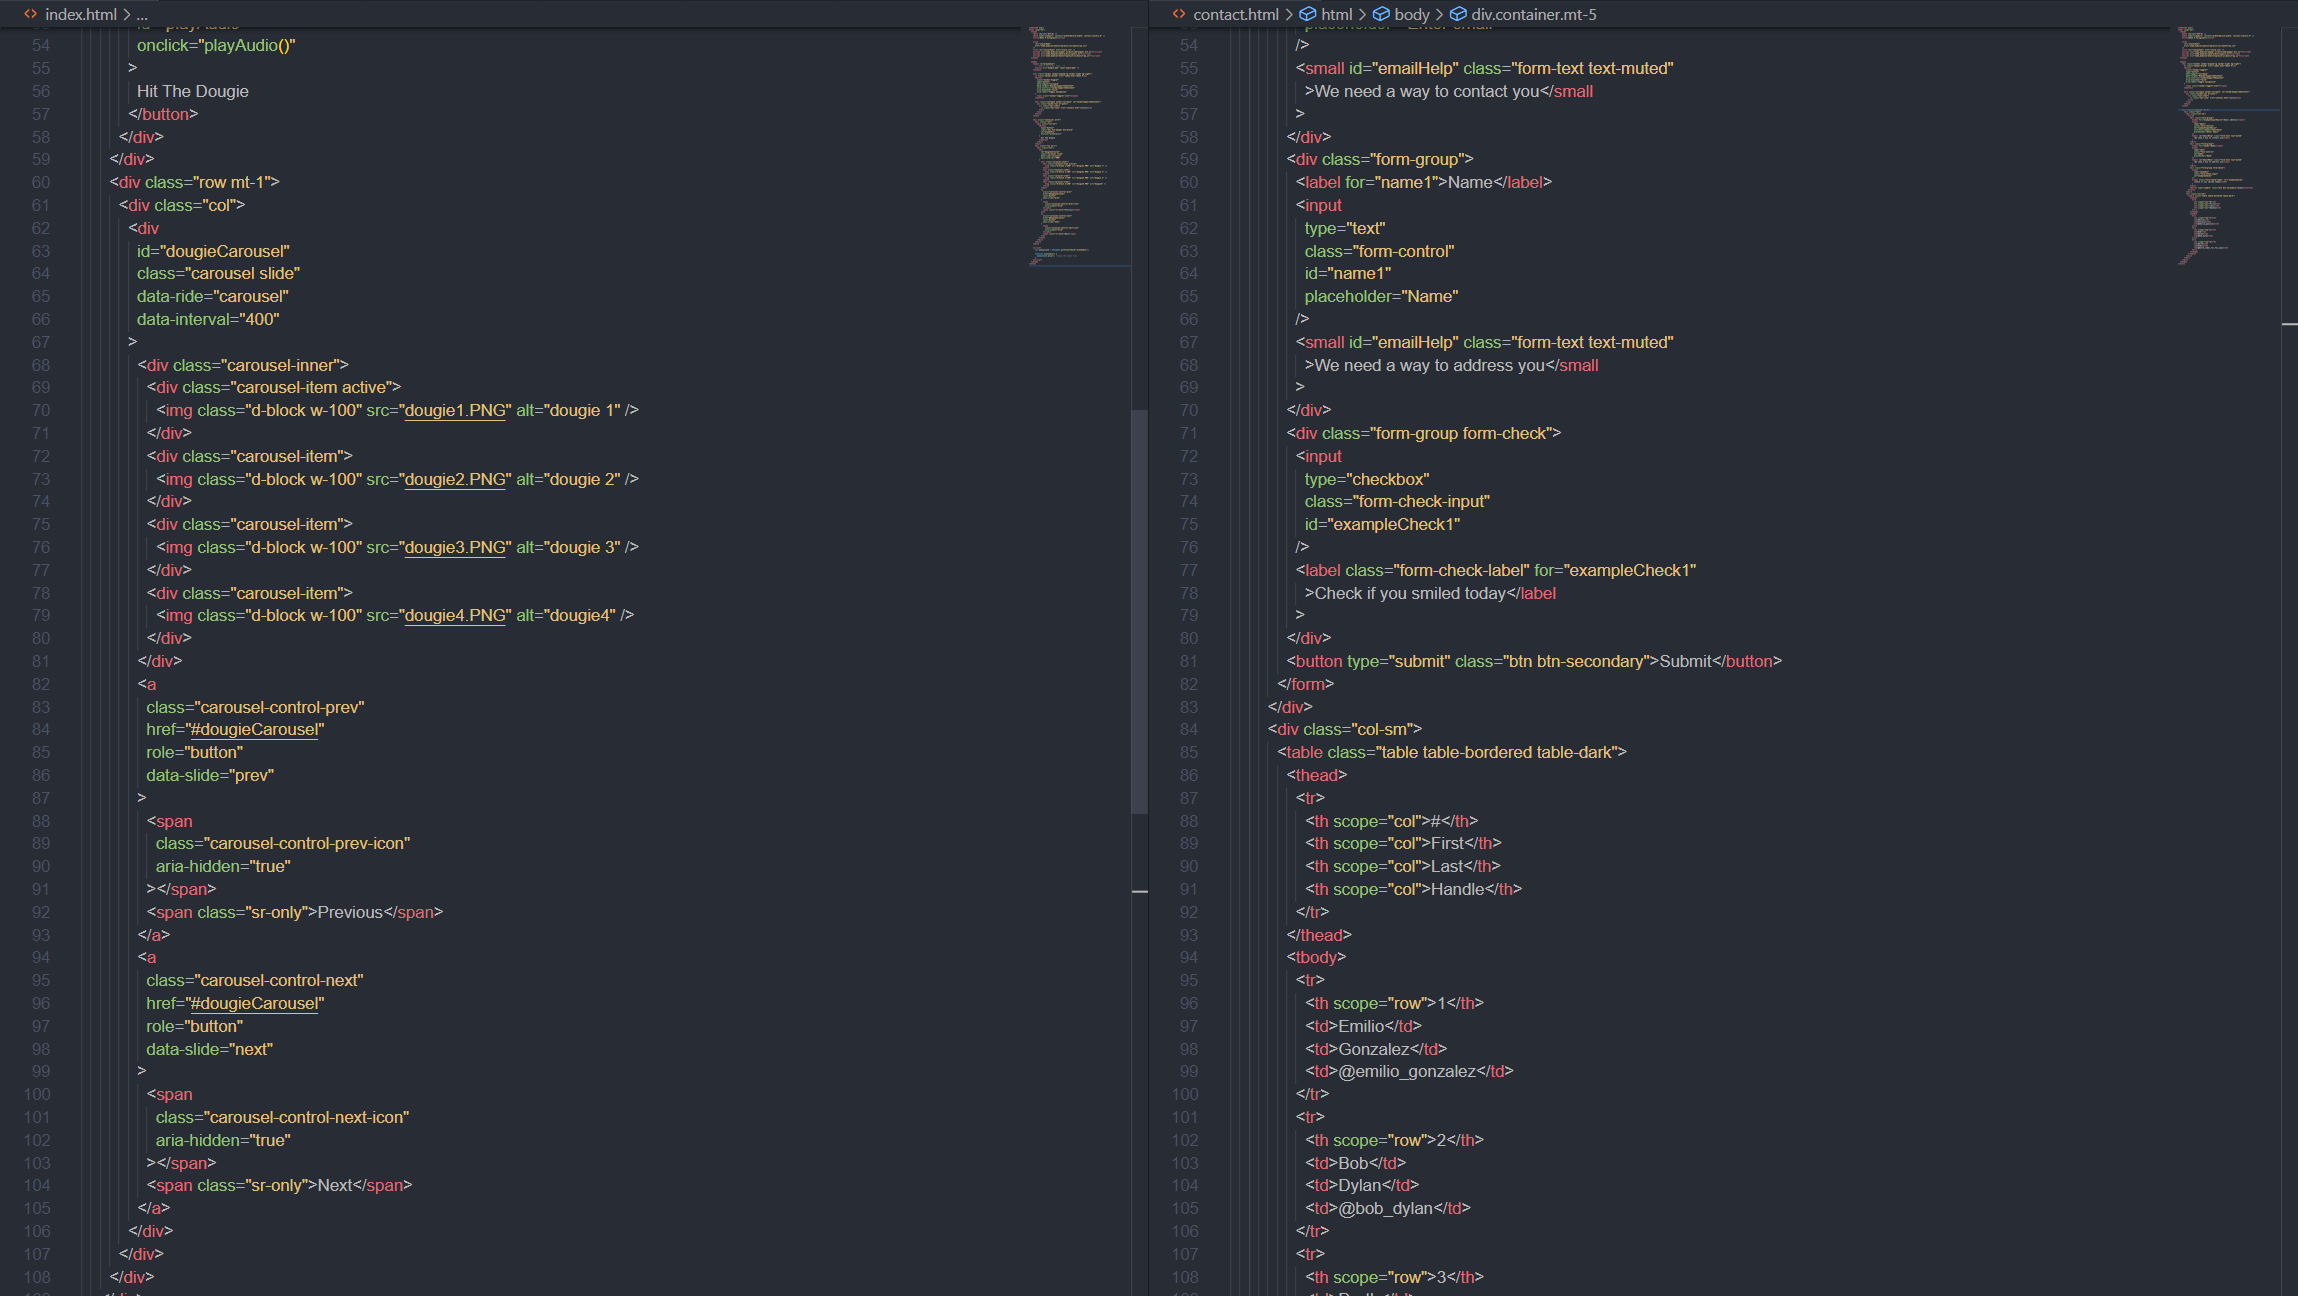 index.html > ...
54 onclick="playAudio()"
55 >
56 Hit The Dougie
57 </button>
58 </div>
59 </div>
60 <div class="row mt-1">
61 <div class="col">
62 <div
63 id="dougieCarousel"
64 class="carousel slide"
65 data-ride="carousel"
66 data-interval="400"
67 >
68 <div class="carousel-inner">
69 <div class="carousel-item active">
70 <img class="d-block w-100" src="dougie1.PNG" alt="dougie 1" />
71 </div>
72 <div class="carousel-item">
73 <img class="d-block w-100" src="dougie2.PNG" alt="dougie 2" />
74 </div>
75 <div class="carousel-item">
76 <img class="d-block w-100" src="dougie3.PNG" alt="dougie 3" />
77 </div>
78 <div class="carousel-item">
79 <img class="d-block w-100" src="dougie4.PNG" alt="dougie4" />
80 </div>
81 </div>
82 <a
83 class="carousel-control-prev"
84 href="#dougieCarousel"
85 role="button"
86 data-slide="prev"
87 >
88 <span
89 class="carousel-control-prev-icon"
90 aria-hidden="true"
91 ></span>
92 <span class="sr-only">Previous</span>
93 </a>
94 <a
95 class="carousel-control-next"
96 href="#dougieCarousel"
97 role="button"
98 data-slide="next"
99 >
100 <span
101 class="carousel-control-next-icon"
102 aria-hidden="true"
103 ></span>
104 <span class="sr-only">Next</span>
105 </a>
106 </div>
107 </div>
108 </div>
contact.html > html > body > div.container.mt-5
54 />
55 <small id="emailHelp" class="form-text text-muted"
56 >We need a way to contact you</small
57 >
58 </div>
59 <div class="form-group">
60 <label for="name1">Name</label>
61 <input
62 type="text"
63 class="form-control"
64 id="name1"
65 placeholder="Name"
66 />
67 <small id="emailHelp" class="form-text text-muted"
68 >We need a way to address you</small
69 >
70 </div>
71 <div class="form-group form-check">
72 <input
73 type="checkbox"
74 class="form-check-input"
75 id="exampleCheck1"
76 />
77 <label class="form-check-label" for="exampleCheck1"
78 >Check if you smiled today</label
79 >
80 </div>
81 <button type="submit" class="btn btn-secondary">Submit</button>
82 </form>
83 </div>
84 <div class="col-sm">
85 <table class="table table-bordered table-dark">
86 <thead>
87 <tr>
88 <th scope="col">#</th>
89 <th scope="col">First</th>
90 <th scope="col">Last</th>
91 <th scope="col">Handle</th>
92 </tr>
93 </thead>
94 <tbody>
95 <tr>
96 <th scope="row">1</th>
97 <td>Emilio</td>
98 <td>Gonzalez</td>
99 <td>@emilio_gonzalez</td>
100 </tr>
101 <tr>
102 <th scope="row">2</th>
103 <td>Bob</td>
104 <td>Dylan</td>
105 <td>@bob_dylan</td>
106 </tr>
107 <tr>
108 <th scope="row">3</th>